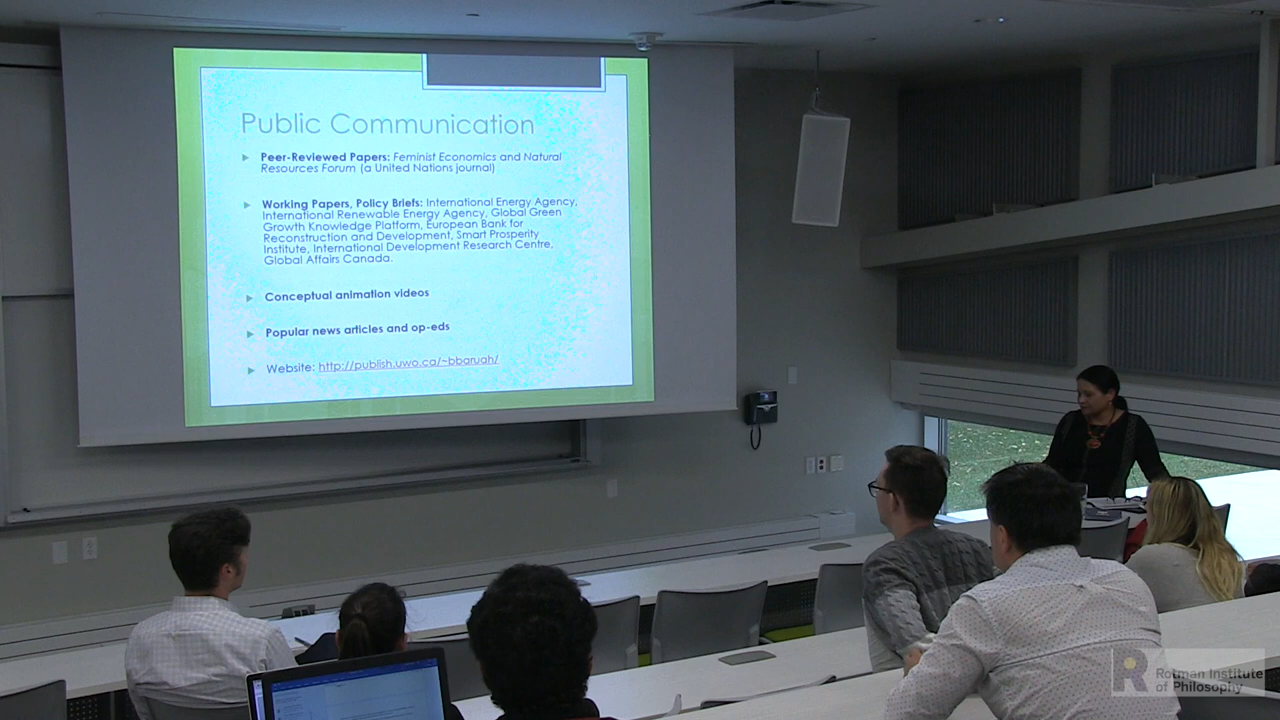 Public Communication
Peer-Reviewed Papers: Feminist Economics and Natural
Resources Forum (a United Nations journal)
Working Papers, Policy Briefs: International Energy Agency,
International Renewable Energy Agency, Global Green
Growth Knowledge Platform, European Bank for
Reconstruction and Development, Smart Prosperity
Institute, International Development Research Centre,
Global Affairs Canada.
Conceptual animation videos
Popular news articles and op-eds
Website: http://publish.uwo.ca/~bbaruah/
R Rotman Institute
of Philosophy